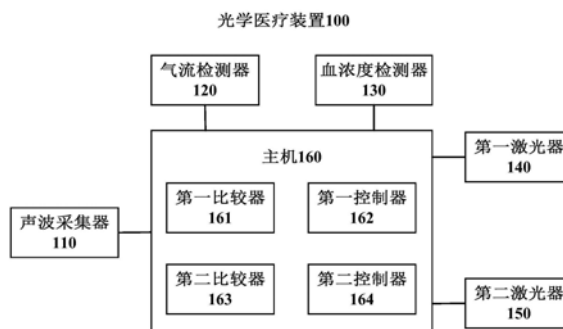 光学医疗装置100
气流检测器
120
血浓度检测器
130
主机160
第一激光器
140
第一比较器
161
第一控制器
162
声波采集器
110
第二比较器
163
第二控制器
164
第二激光器
150